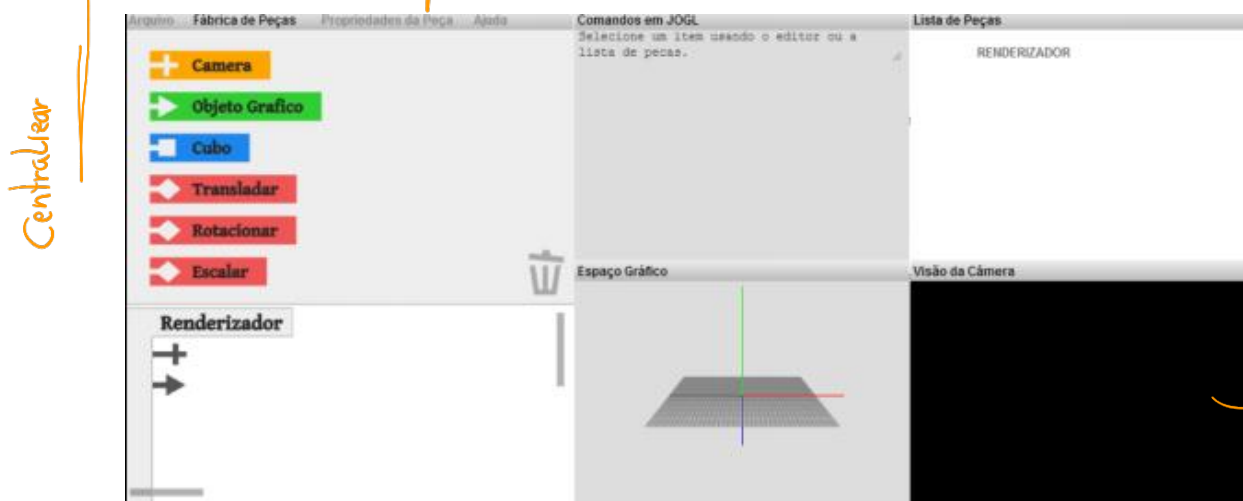 Arquivo Fábrica de Peças Propriedades da Peça Ajuda
Camera
Objeto Grafico
Cubo
Transladar
Rotacionar
Escalar
Renderizador
Comandos em JOGL
Selecione um item usando o editor ou a
lista de pecas.
Lista de Peças
RENDERIZADOR
Espaço Gráfico
Visão da Câmera
Centralizar